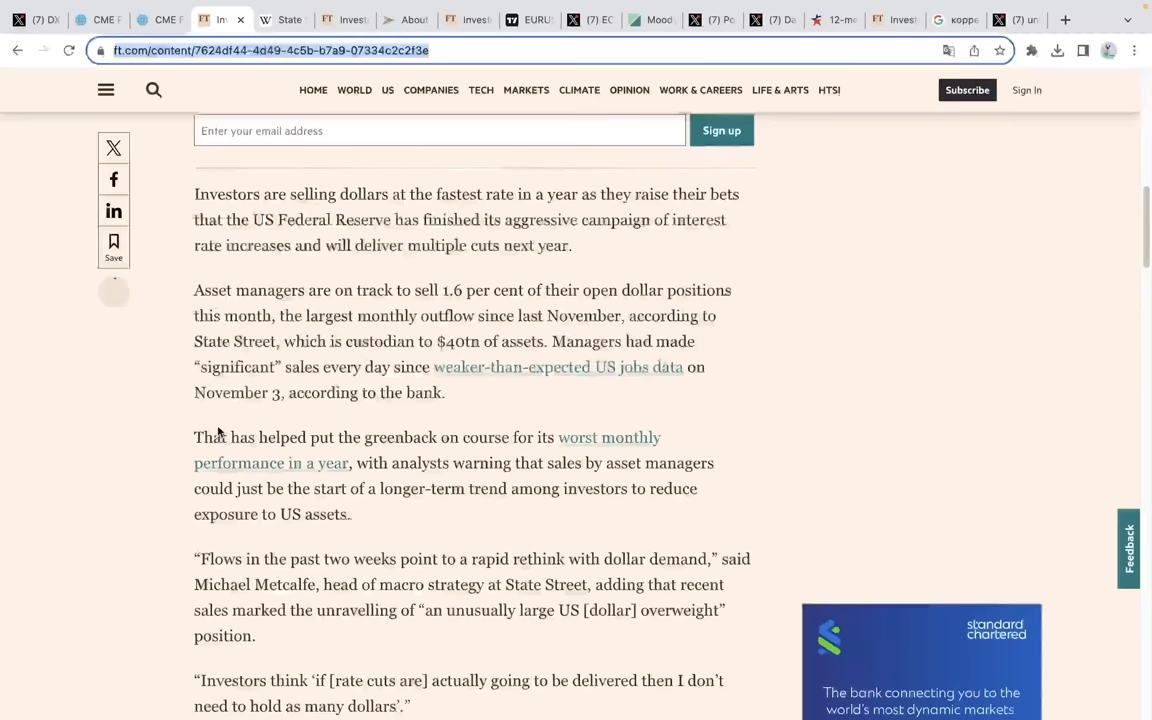 (7) DX
CME F
CME F
FT
In
W
State
FT
Investo
Abou
FT
Investo
EURUS
(7) EC
Mood
(7) Po
(7) Da
12-mo
FT
Investo
G
корре
(7) un
ft.com/content/7624df44-4d49-4c5b-b7a9-07334c2c2f3e
HOME WORLD US COMPANIES TECH MARKETS CLIMATE OPINION WORK & CAREERS LIFE & ARTS HTSI
Subscribe
Sign In
Enter your email address
Sign up
Save
Investors are selling dollars at the fastest rate in a year as they raise their bets
that the US Federal Reserve has finished its aggressive campaign of interest
rate increases and will deliver multiple cuts next year.
Asset managers are on track to sell 1.6 per cent of their open dollar positions
this month, the largest monthly outflow since last November, according to
State Street, which is custodian to $40tn of assets. Managers had made
“significant” sales every day since weaker-than-expected US jobs data on
November 3, according to the bank.
That has helped put the greenback on course for its worst monthly
performance in a year, with analysts warning that sales by asset managers
could just be the start of a longer-term trend among investors to reduce
exposure to US assets.
“Flows in the past two weeks point to a rapid rethink with dollar demand,” said
Michael Metcalfe, head of macro strategy at State Street, adding that recent
sales marked the unravelling of “an unusually large US [dollar] overweight”
position.
“Investors think ‘if [rate cuts are] actually going to be delivered then I don’t
need to hold as many dollars’.”
Feedback
standard
chartered
The bank connecting you to the
world's most dynamic markets